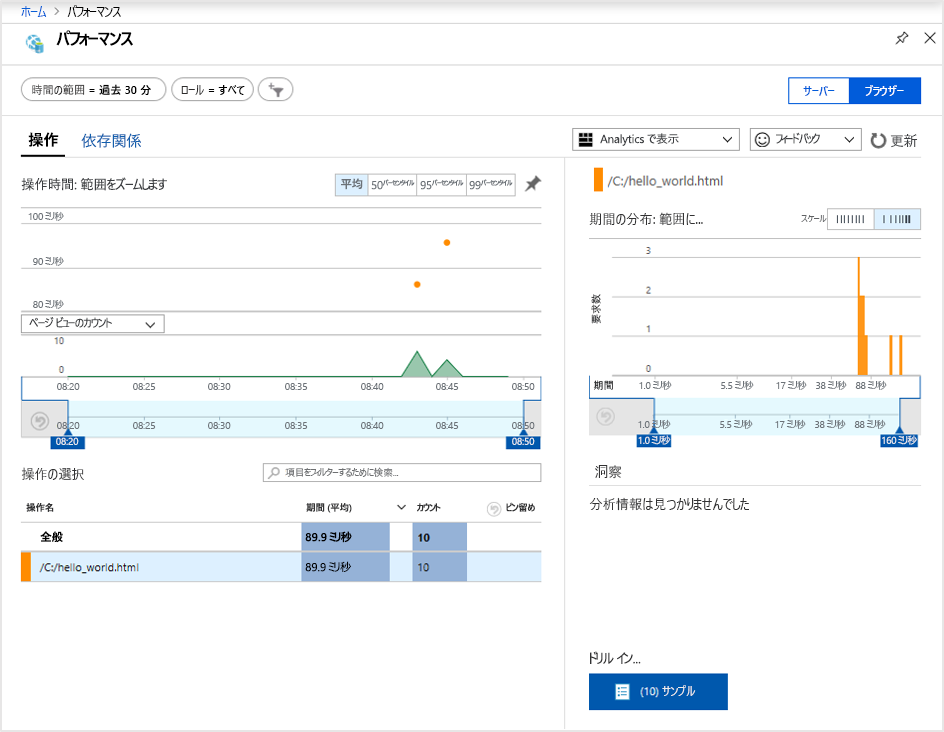 ホーム > パフォーマンス
パフォーマンス
時間の範囲 = 過去 30 分 ロール = すべて
サーバー ブラウザー
操作 依存関係
Analytics で表示 フィードバック 更新
操作時間: 範囲をズームします
平均 50パーセンタイル 95パーセンタイル 99パーセンタイル
100 ミリ秒
90 ミリ秒
80 ミリ秒
ページ ビューのカウント
10
0
08:20 08:25 08:30 08:35 08:40 08:45 08:50
08:20 08:25 08:30 08:35 08:40 08:45 08:50
08:20 08:50
操作の選択
項目をフィルターするために検索...
操作名 期間 (平均) カウント ピン留め
全般 89.9 ミリ秒 10
/C:/hello_world.html 89.9 ミリ秒 10
/C:/hello_world.html
期間の分布: 範囲に...
スケール
要求数
3
2
1
0
期間 1.0 ミリ秒 5.5 ミリ秒 17 ミリ秒 38 ミリ秒 88 ミリ秒
1.0 ミリ秒 5.5 ミリ秒 17 ミリ秒 38 ミリ秒 88 ミリ秒
1.0 ミリ秒 160 ミリ秒
洞察
分析情報は見つかりませんでした
ドリル イン...
(10) サンプル